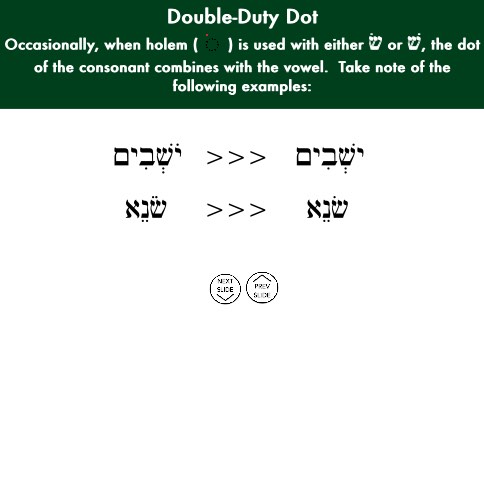 Double-Duty Dot
Occasionally, when holem ( ֹ ) is used with either שׂ or שׁ, the dot
of the consonant combines with the vowel. Take note of the
following examples:
יֹשְׁבִים >>> ישְׁבִים
שֹׂנֵא >>> שׂנֵא
NEXT SLIDE
PREV SLIDE